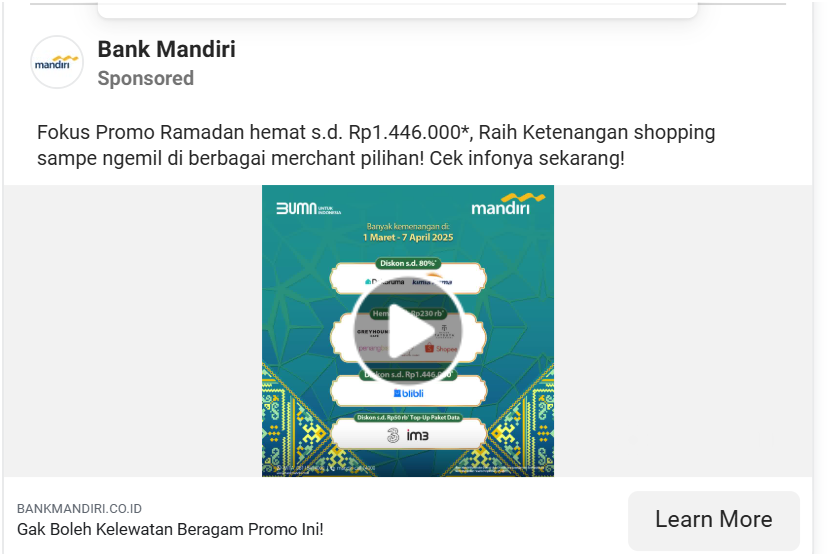 mandiri
Bank Mandiri
Sponsored
Fokus Promo Ramadan hemat s.d. Rp1.446.000*, Raih Ketenangan shopping
sampe ngemil di berbagai merchant pilihan! Cek infonya sekarang!
BUMN UNTUK INDONESIA
mandiri
Banyak kemenangan di:
1 Maret - 7 April 2025
Diskon s.d. 80%*
Rp230 rb*
GREYHOUND
Shopee
Diskon s.d. Rp1.446.000*
blibli
Diskon s.d. Rp50 rb* Top-Up Paket Data
3 im3
BANKMANDIRI.CO.ID
Gak Boleh Kelewatan Beragam Promo Ini!
Learn More